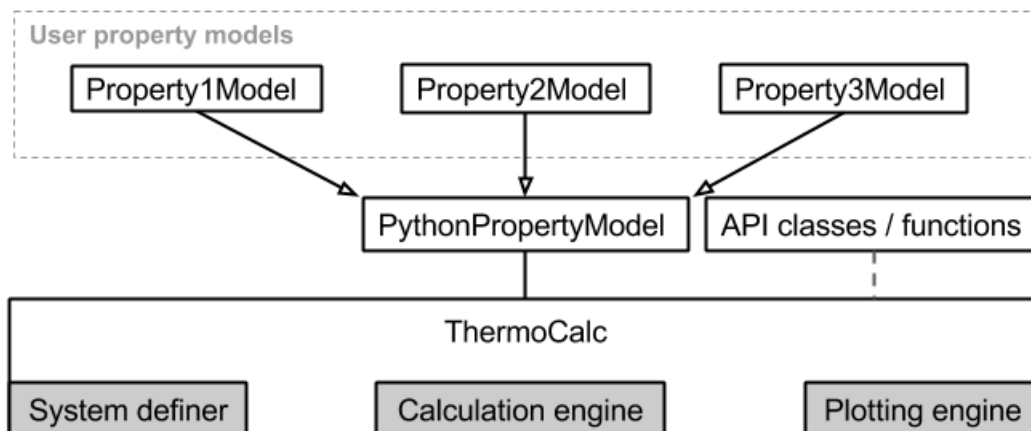 User property models
Property1Model
Property2Model
Property3Model
PythonPropertyModel
API classes / functions
ThermoCalc
System definer
Calculation engine
Plotting engine